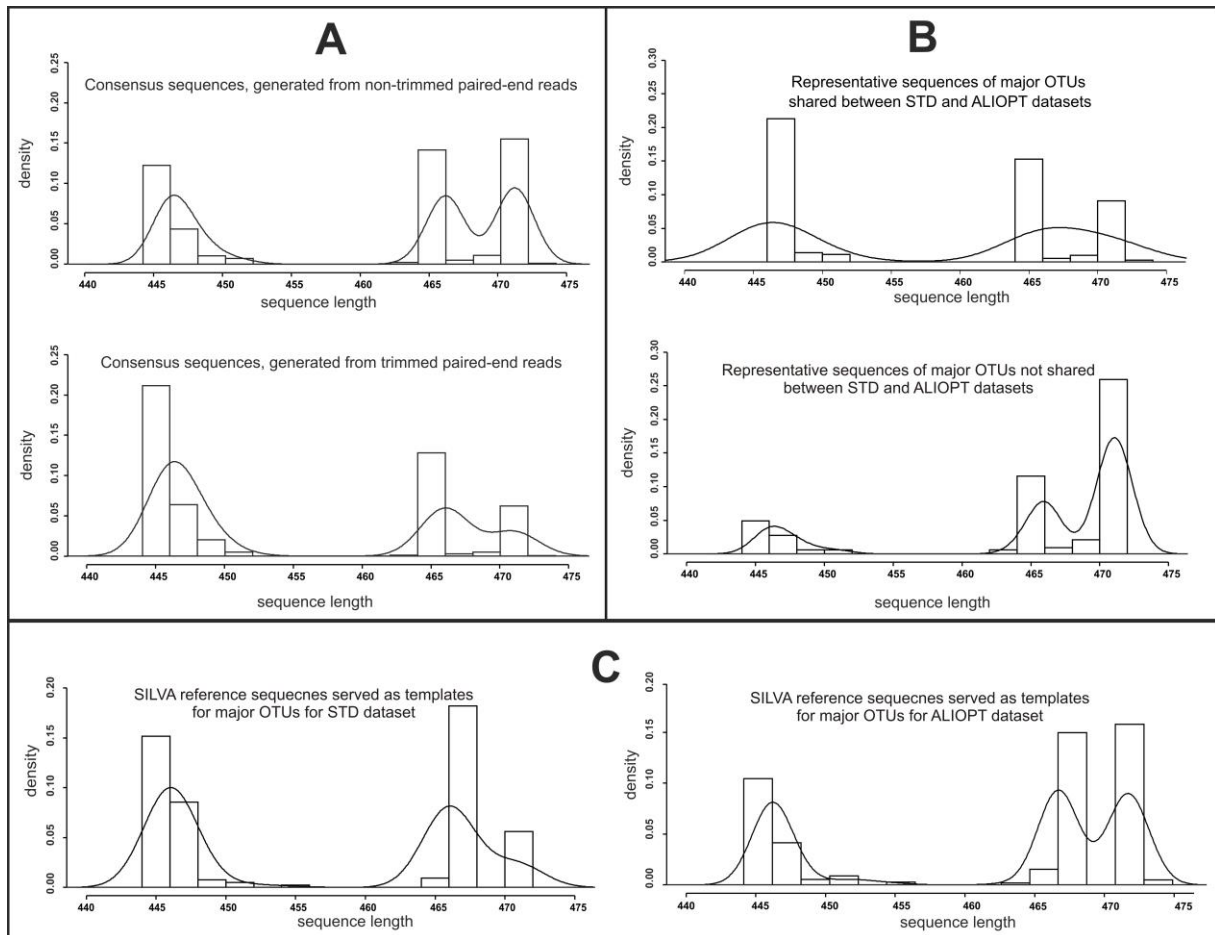 A
Consensus sequences, generated from non-trimmed paired-end reads
density
0.00 0.05 0.10 0.15 0.20 0.25
440 445 450 455 460 465 470 475
sequence length
Consensus sequences, generated from trimmed paired-end reads
density
0.00 0.05 0.10 0.15 0.20 0.25
440 445 450 455 460 465 470 475
sequence length
B
Representative sequences of major OTUs
shared between STD and ALIOPT datasets
density
0.00 0.05 0.10 0.15 0.20 0.25 0.30
440 445 450 455 460 465 470 475
sequence length
Representative sequences of major OTUs not shared
between STD and ALIOPT datasets
density
0.00 0.05 0.10 0.15 0.20 0.25 0.30
440 445 450 455 460 465 470 475
sequence length
C
SILVA reference sequecnes served as templates
for major OTUs for STD dataset
density
0.00 0.05 0.10 0.15 0.20
440 445 450 455 460 465 470 475
sequence length
SILVA reference sequecnes served as templates
for major OTUs for ALIOPT dataset
density
0.00 0.05 0.10 0.15 0.20
440 445 450 455 460 465 470 475
sequence length